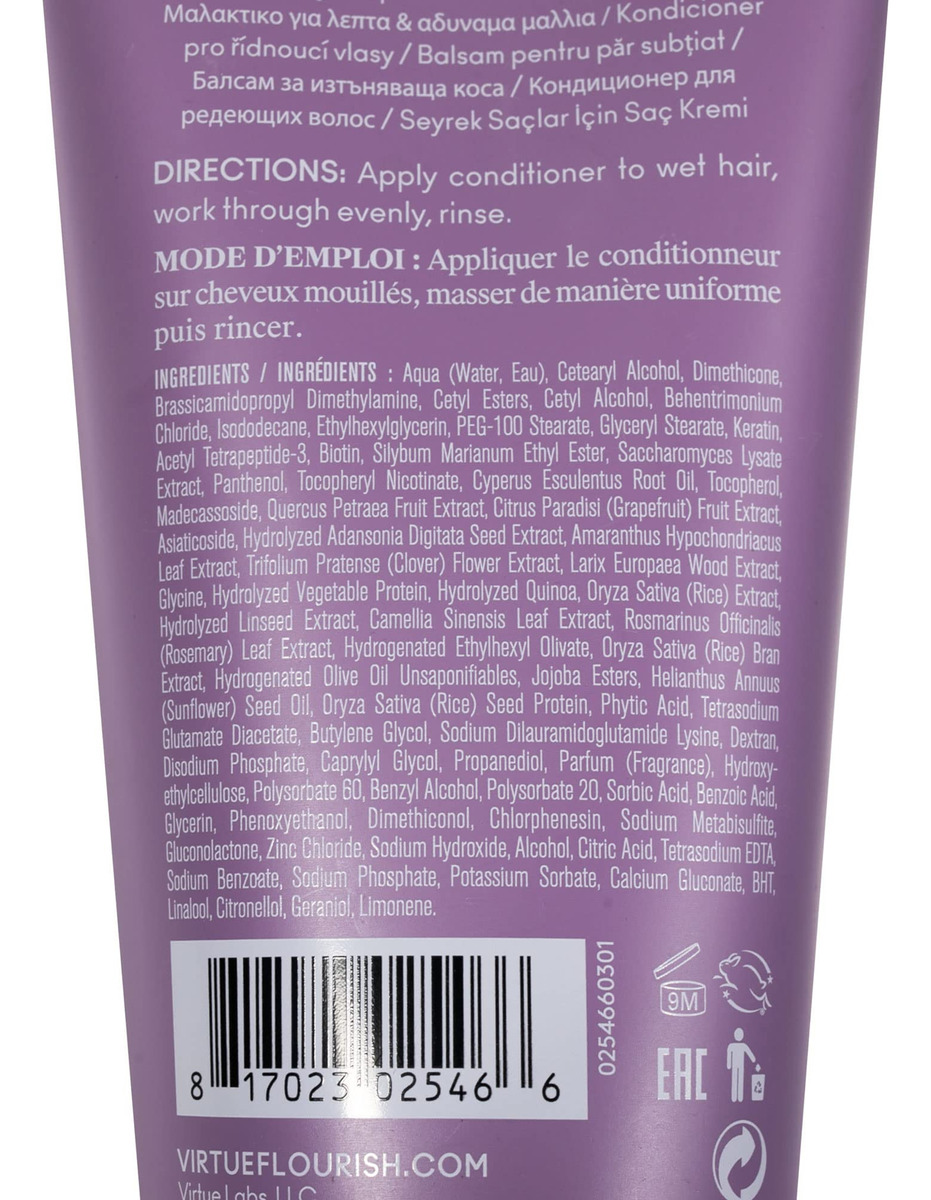 Μαλακτικο για λεπτα & αδυναμα μαλλια / Kondicionér
pro řídnoucí vlasy / Balsam pentru păr subțiat /
Балсам за изтъняваща коса / Кондиционер для
редеющих волос / Seyrek Saçlar İçin Saç Kremi
DIRECTIONS: Apply conditioner to wet hair,
work through evenly, rinse.
MODE D'EMPLOI : Appliquer le conditionneur
sur cheveux mouillés, masser de manière uniforme
puis rincer.
INGREDIENTS / INGRÉDIENTS : Aqua (Water, Eau), Cetearyl Alcohol, Dimethicone,
Brassicamidopropyl Dimethylamine, Cetyl Esters, Cetyl Alcohol, Behentrimonium
Chloride, Isododecane, Ethylhexylglycerin, PEG-100 Stearate, Glyceryl Stearate, Keratin,
Acetyl Tetrapeptide-3, Biotin, Silybum Marianum Ethyl Ester, Saccharomyces Lysate
Extract, Panthenol, Tocopheryl Nicotinate, Cyperus Esculentus Root Oil, Tocopherol,
Madecassoside, Quercus Petraea Fruit Extract, Citrus Paradisi (Grapefruit) Fruit Extract,
Asiaticoside, Hydrolyzed Adansonia Digitata Seed Extract, Amaranthus Hypochondriacus
Leaf Extract, Trifolium Pratense (Clover) Flower Extract, Larix Europaea Wood Extract,
Glycine, Hydrolyzed Vegetable Protein, Hydrolyzed Quinoa, Oryza Sativa (Rice) Extract,
Hydrolyzed Linseed Extract, Camellia Sinensis Leaf Extract, Rosmarinus Officinalis
(Rosemary) Leaf Extract, Hydrogenated Ethylhexyl Olivate, Oryza Sativa (Rice) Bran
Extract, Hydrogenated Olive Oil Unsaponifiables, Jojoba Esters, Helianthus Annuus
(Sunflower) Seed Oil, Oryza Sativa (Rice) Seed Protein, Phytic Acid, Tetrasodium
Glutamate Diacetate, Butylene Glycol, Sodium Dilauramidoglutamide Lysine, Dextran,
Disodium Phosphate, Caprylyl Glycol, Propanediol, Parfum (Fragrance), Hydroxy-
ethylcellulose, Polysorbate 60, Benzyl Alcohol, Polysorbate 20, Sorbic Acid, Benzoic Acid,
Glycerin, Phenoxyethanol, Dimethiconol, Chlorphenesin, Sodium Metabisulfite,
Gluconolactone, Zinc Chloride, Sodium Hydroxide, Alcohol, Citric Acid, Tetrasodium EDTA,
Sodium Benzoate, Sodium Phosphate, Potassium Sorbate, Calcium Gluconate, BHT,
Linalool, Citronellol, Geraniol, Limonene.
8 17023 02546 6
0254660301
9M
EAC
VIRTUEFLOURISH.COM
Virtue Labs, LLC